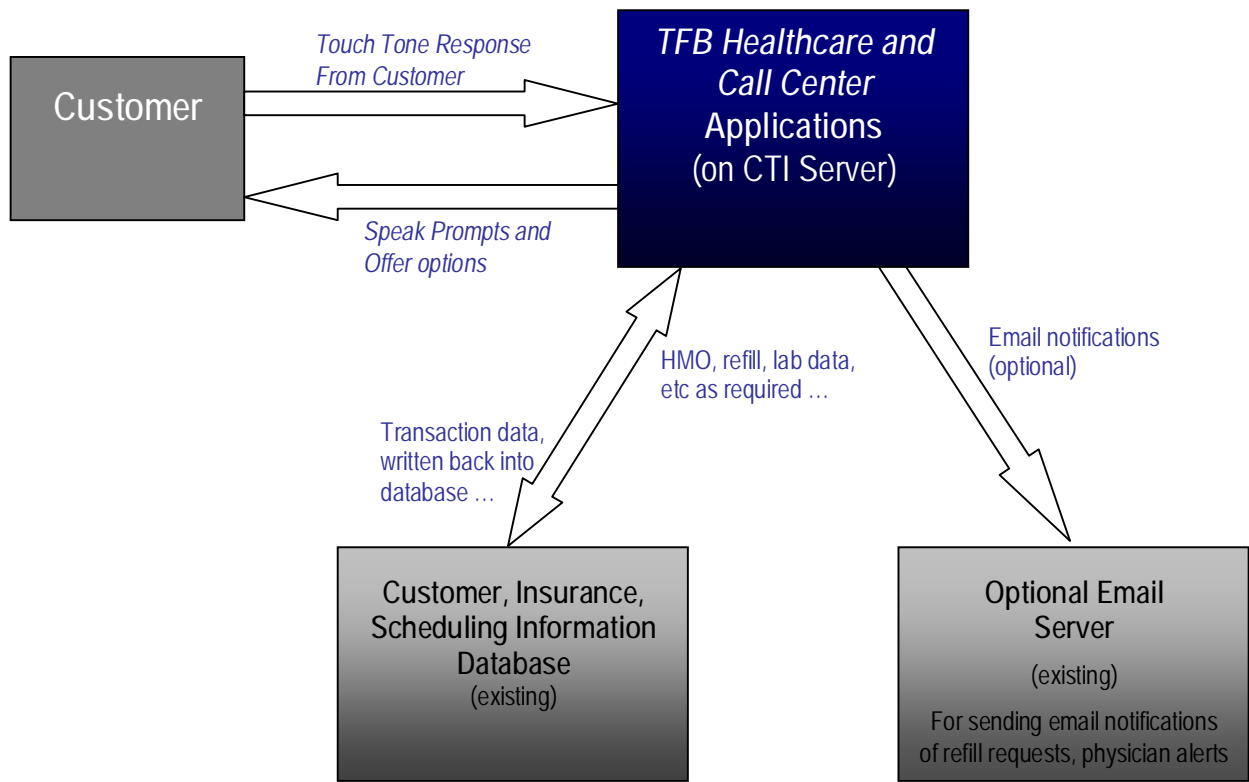 Touch Tone Response
From Customer
Customer
TFB Healthcare and
Call Center
Applications
(on CTI Server)
Speak Prompts and
Offer options
HMO, refill, lab data,
etc as required …
Email notifications
(optional)
Transaction data,
written back into
database …
Customer, Insurance,
Scheduling Information
Database
(existing)
Optional Email
Server
(existing)
For sending email notifications
of refill requests, physician alerts